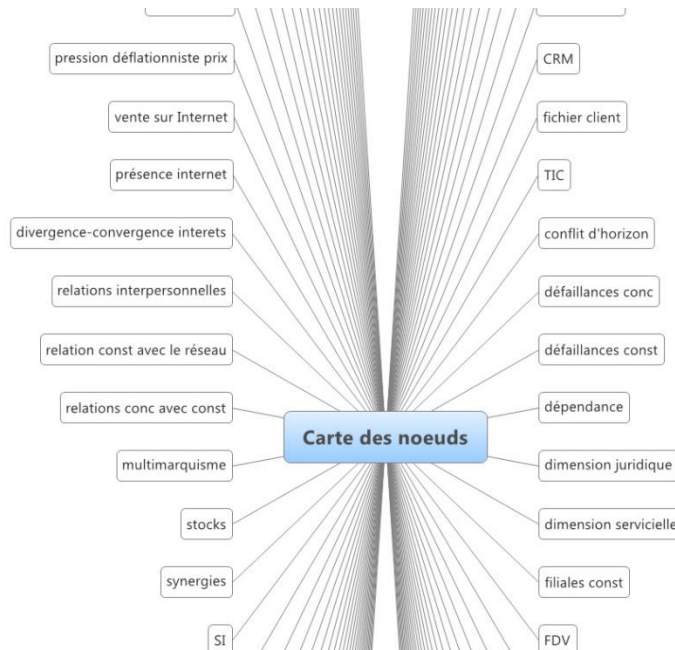 pression déflationniste prix
vente sur Internet
présence internet
divergence-convergence interets
relations interpersonnelles
relation const avec le réseau
relations conc avec const
multimarquisme
stocks
synergies
SI
Carte des noeuds
CRM
fichier client
TIC
conflit d'horizon
défaillances conc
défaillances const
dépendance
dimension juridique
dimension servicielle
filiales const
FDV